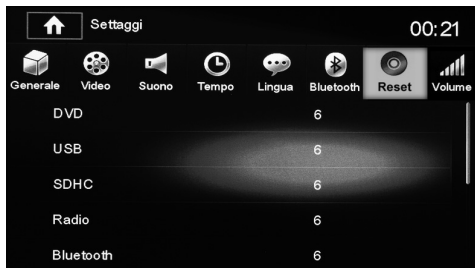 Settaggi 00:21
Generale Video Suono Tempo Lingua Bluetooth Reset Volume
DVD 6
USB 6
SDHC 6
Radio 6
Bluetooth 6